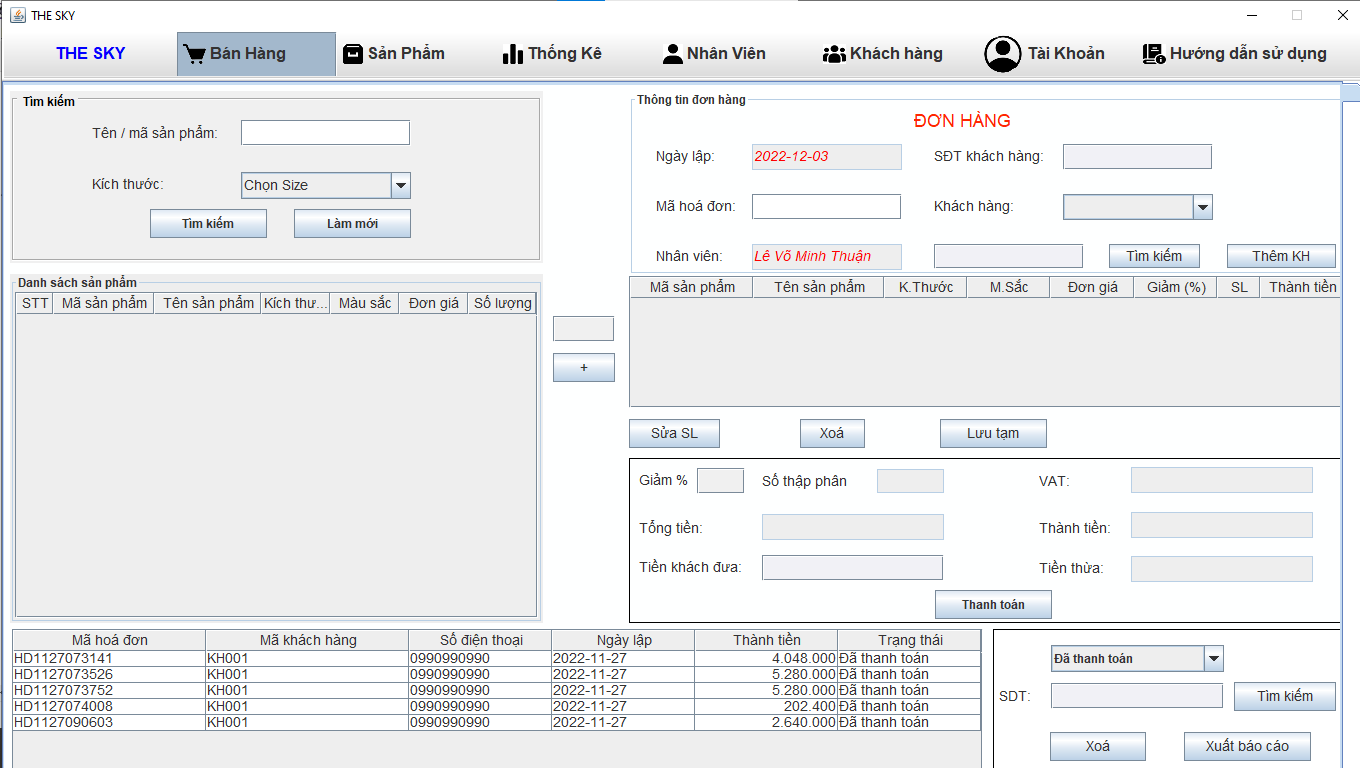 THE SKY
THE SKY
Bán Hàng
Sản Phẩm
Thống Kê
Nhân Viên
Khách hàng
Tài Khoản
Hướng dẫn sử dụng
Tìm kiếm
Tên / mã sản phẩm:
Kích thước:
Chọn Size
Tìm kiếm
Làm mới
Danh sách sản phẩm
STT Mã sản phẩm Tên sản phẩm Kích thư... Màu sắc Đơn giá Số lượng
+
Thông tin đơn hàng
ĐƠN HÀNG
Ngày lập: 2022-12-03 SĐT khách hàng:
Mã hoá đơn: Khách hàng:
Nhân viên: Lê Võ Minh Thuận Tìm kiếm Thêm KH
Mã sản phẩm Tên sản phẩm K.Thước M.Sắc Đơn giá Giảm (%) SL Thành tiền
Sửa SL Xoá Lưu tạm
Giảm % Số thập phân VAT:
Tổng tiền: Thành tiền:
Tiền khách đưa: Tiền thừa:
Thanh toán
Mã hoá đơn Mã khách hàng Số điện thoại Ngày lập Thành tiền Trạng thái
HD1127073141 KH001 0990990990 2022-11-27 4.048.000 Đã thanh toán
HD1127073526 KH001 0990990990 2022-11-27 5.280.000 Đã thanh toán
HD1127073752 KH001 0990990990 2022-11-27 5.280.000 Đã thanh toán
HD1127074008 KH001 0990990990 2022-11-27 202.400 Đã thanh toán
HD1127090603 KH001 0990990990 2022-11-27 2.640.000 Đã thanh toán
Đã thanh toán
SDT: Tìm kiếm
Xoá Xuất báo cáo